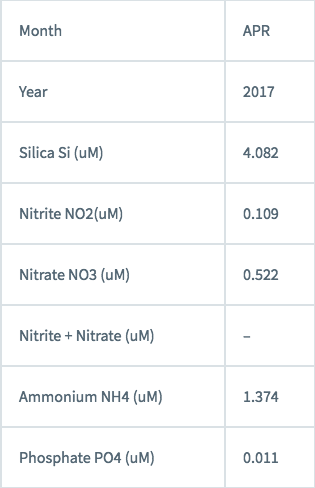 Month APR
Year 2017
Silica Si (uM) 4.082
Nitrite NO2(uM) 0.109
Nitrate NO3 (uM) 0.522
Nitrite + Nitrate (uM) –
Ammonium NH4 (uM) 1.374
Phosphate PO4 (uM) 0.011